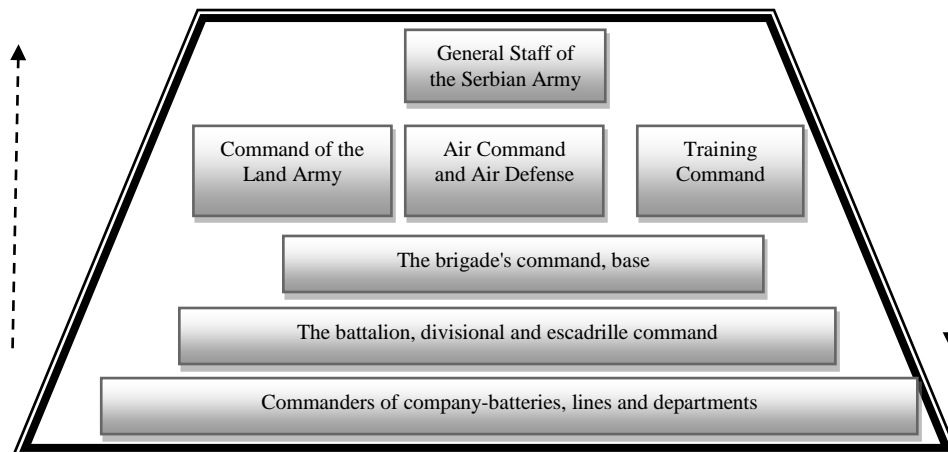 General Staff of
the Serbian Army
Command of the
Land Army
Air Command
and Air Defense
Training
Command
The brigade's command, base
The battalion, divisional and escadrille command
Commanders of company-batteries, lines and departments